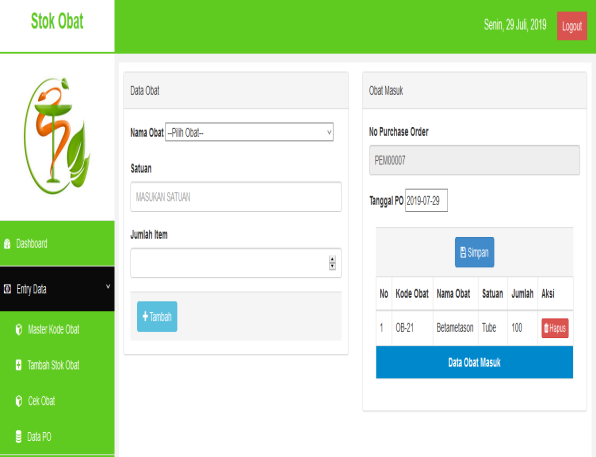 Stok Obat
Senin, 29 Juli, 2019 Logout
Dashboard
Entry Data
Master Kode Obat
Tambah Stok Obat
Cek Obat
Data PO
Data Obat
Nama Obat --Pilih Obat--
Satuan
MASUKAN SATUAN
Jumlah Item
+ Tambah
Obat Masuk
No Purchase Order
PEM00007
Tanggal PO 2019-07-29
Simpan
No Kode Obat Nama Obat Satuan Jumlah Aksi
1 OB-21 Betametason Tube 100 Hapus
Data Obat Masuk